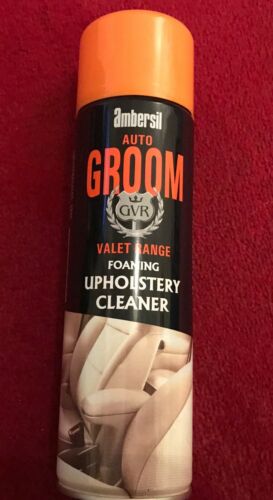 ambersil
AUTO
GROOM
GVR
VALET RANGE
FOAMING
UPHOLSTERY
CLEANER